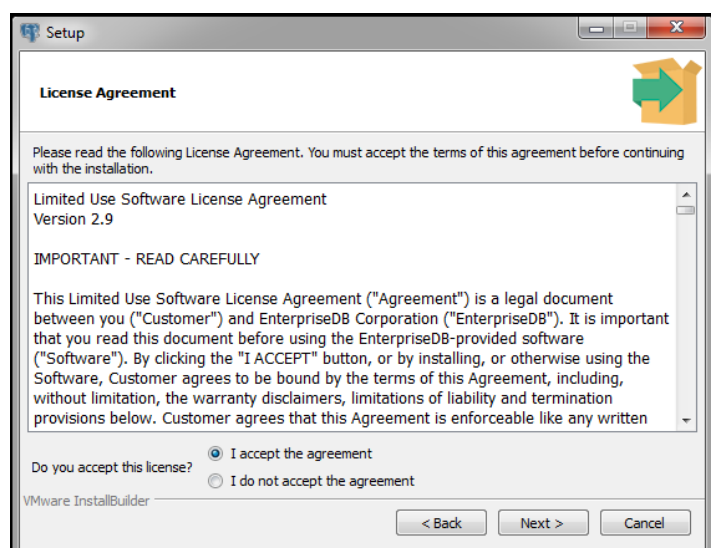 Setup
License Agreement
Please read the following License Agreement. You must accept the terms of this agreement before continuing
with the installation.
Limited Use Software License Agreement
Version 2.9
IMPORTANT - READ CAREFULLY
This Limited Use Software License Agreement ("Agreement") is a legal document
between you ("Customer") and EnterpriseDB Corporation ("EnterpriseDB"). It is important
that you read this document before using the EnterpriseDB-provided software
("Software"). By clicking the "I ACCEPT" button, or by installing, or otherwise using the
Software, Customer agrees to be bound by the terms of this Agreement, including,
without limitation, the warranty disclaimers, limitations of liability and termination
provisions below. Customer agrees that this Agreement is enforceable like any written
Do you accept this license?
I accept the agreement
I do not accept the agreement
VMware InstallBuilder
< Back
Next >
Cancel